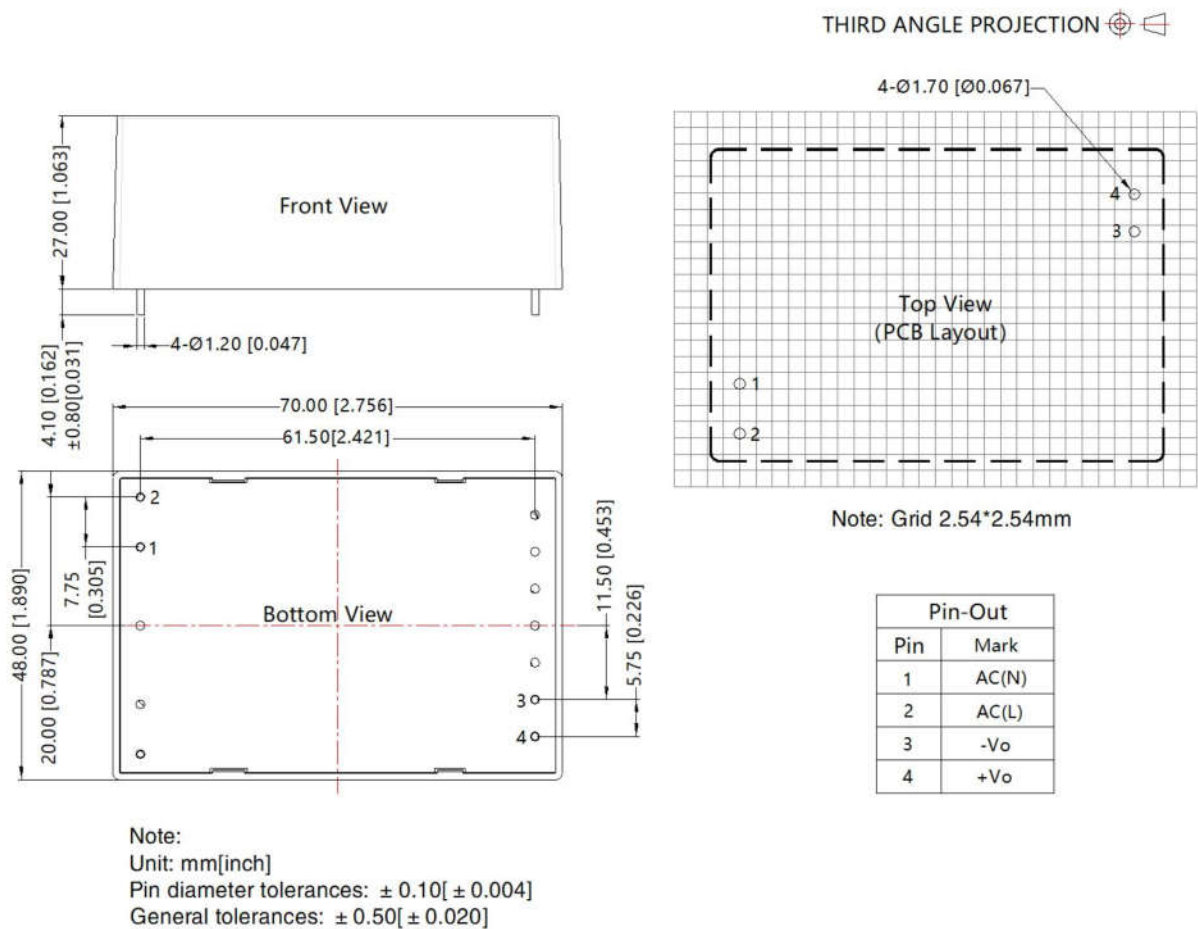 THIRD ANGLE PROJECTION
4-Ø1.70 [Ø0.067]
27.00 [1.063]
Front View
4
3
Top View
(PCB Layout)
1
2
4-Ø1.20 [0.047]
4.10 [0.162]
±0.80[0.031]
70.00 [2.756]
61.50[2.421]
Note: Grid 2.54*2.54mm
2
1
7.75
[0.305]
48.00 [1.890]
20.00 [0.787]
Bottom View
11.50 [0.453]
5.75 [0.226]
3
4
Pin-Out
Pin Mark
1 AC(N)
2 AC(L)
3 -Vo
4 +Vo
Note:
Unit: mm[inch]
Pin diameter tolerances: ± 0.10[ ± 0.004]
General tolerances: ± 0.50[ ± 0.020]